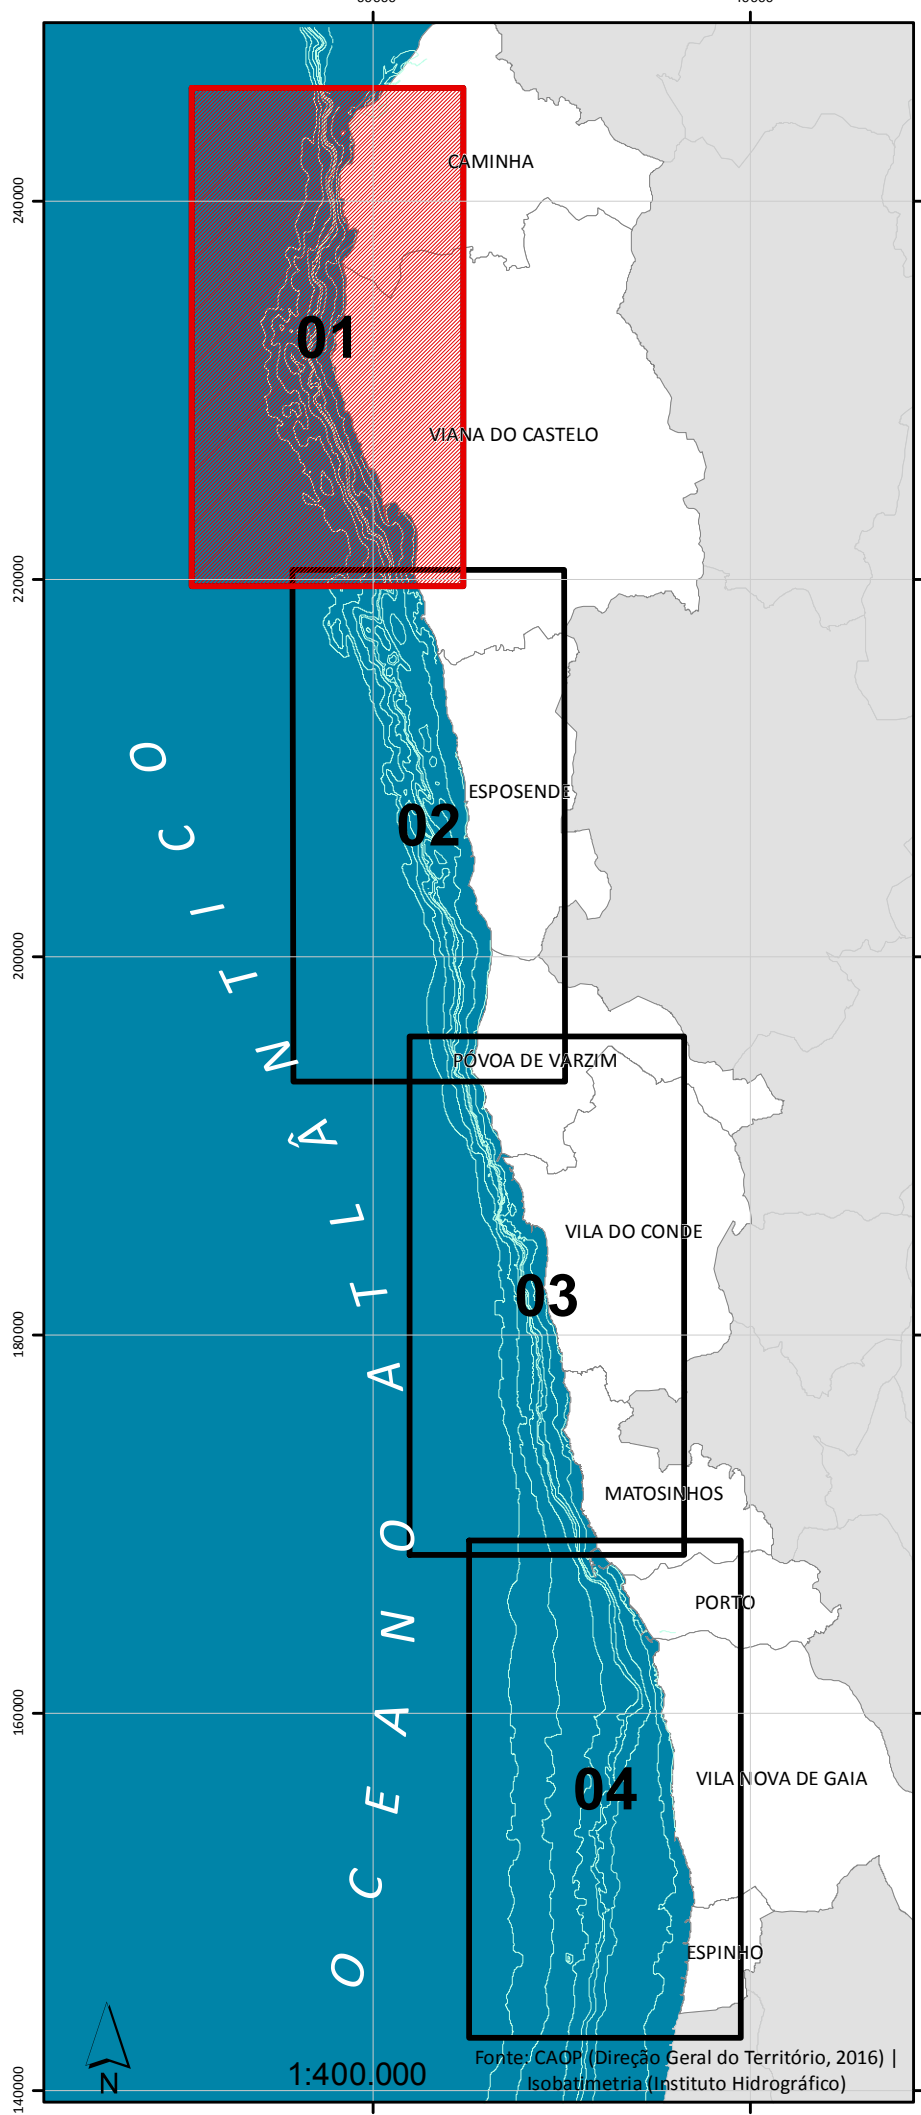 240000
220000
200000
180000
160000
140000
CAMINHA
01
VIANA DO CASTELO
ESPOSENDE
02
PÓVOA DE VARZIM
VILA DO CONDE
03
MATOSINHOS
PORTO
VILA NOVA DE GAIA
04
ESPINHO
OCEANO ATLÂNTICO
N
1:400.000
Fonte: CAOP (Direção Geral do Território, 2016) |
Isobatimetria (Instituto Hidrográfico)